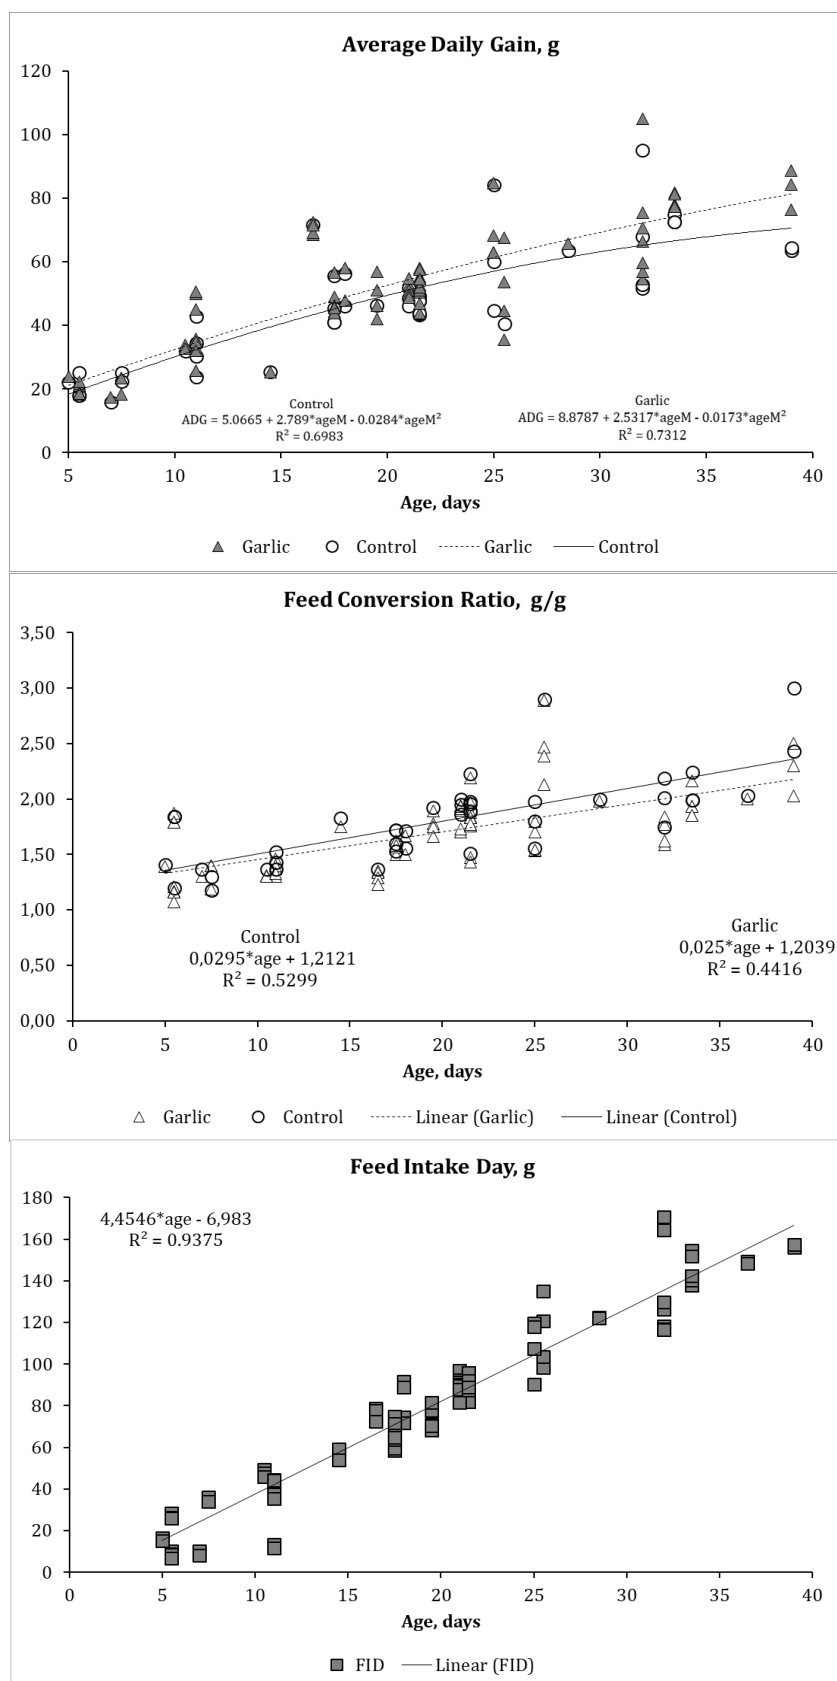 Average Daily Gain, g
120
100
80
60
40
20
0
Control
ADG = 5.0665 + 2.789*ageM - 0.0284*ageM²
R² = 0.6983
Garlic
ADG = 8.8787 + 2.5317*ageM - 0.0173*ageM²
R² = 0.7312
5 10 15 20 25 30 35 40
Age, days
Garlic Control Garlic Control
Feed Conversion Ratio, g/g
3,50
3,00
2,50
2,00
1,50
1,00
0,50
0,00
Control
0,0295*age + 1,2121
R² = 0.5299
Garlic
0,025*age + 1,2039
R² = 0.4416
0 5 10 15 20 25 30 35 40
Age, days
Garlic Control Linear (Garlic) Linear (Control)
Feed Intake Day, g
180
160
140
120
100
80
60
40
20
0
4,4546*age - 6,983
R² = 0.9375
0 5 10 15 20 25 30 35 40
Age, days
FID Linear (FID)